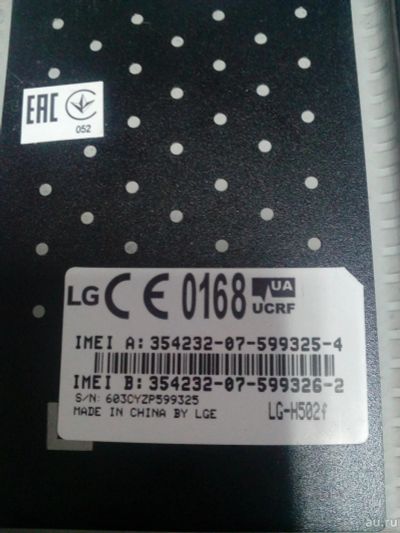 EAC
052
LG CE 0168 UA UCRF
IMEI A: 354232-07-599325-4
IMEI B: 354232-07-599326-2
S/N: 603CYZP599325
MADE IN CHINA BY LGE
LG-H502f
au.ru